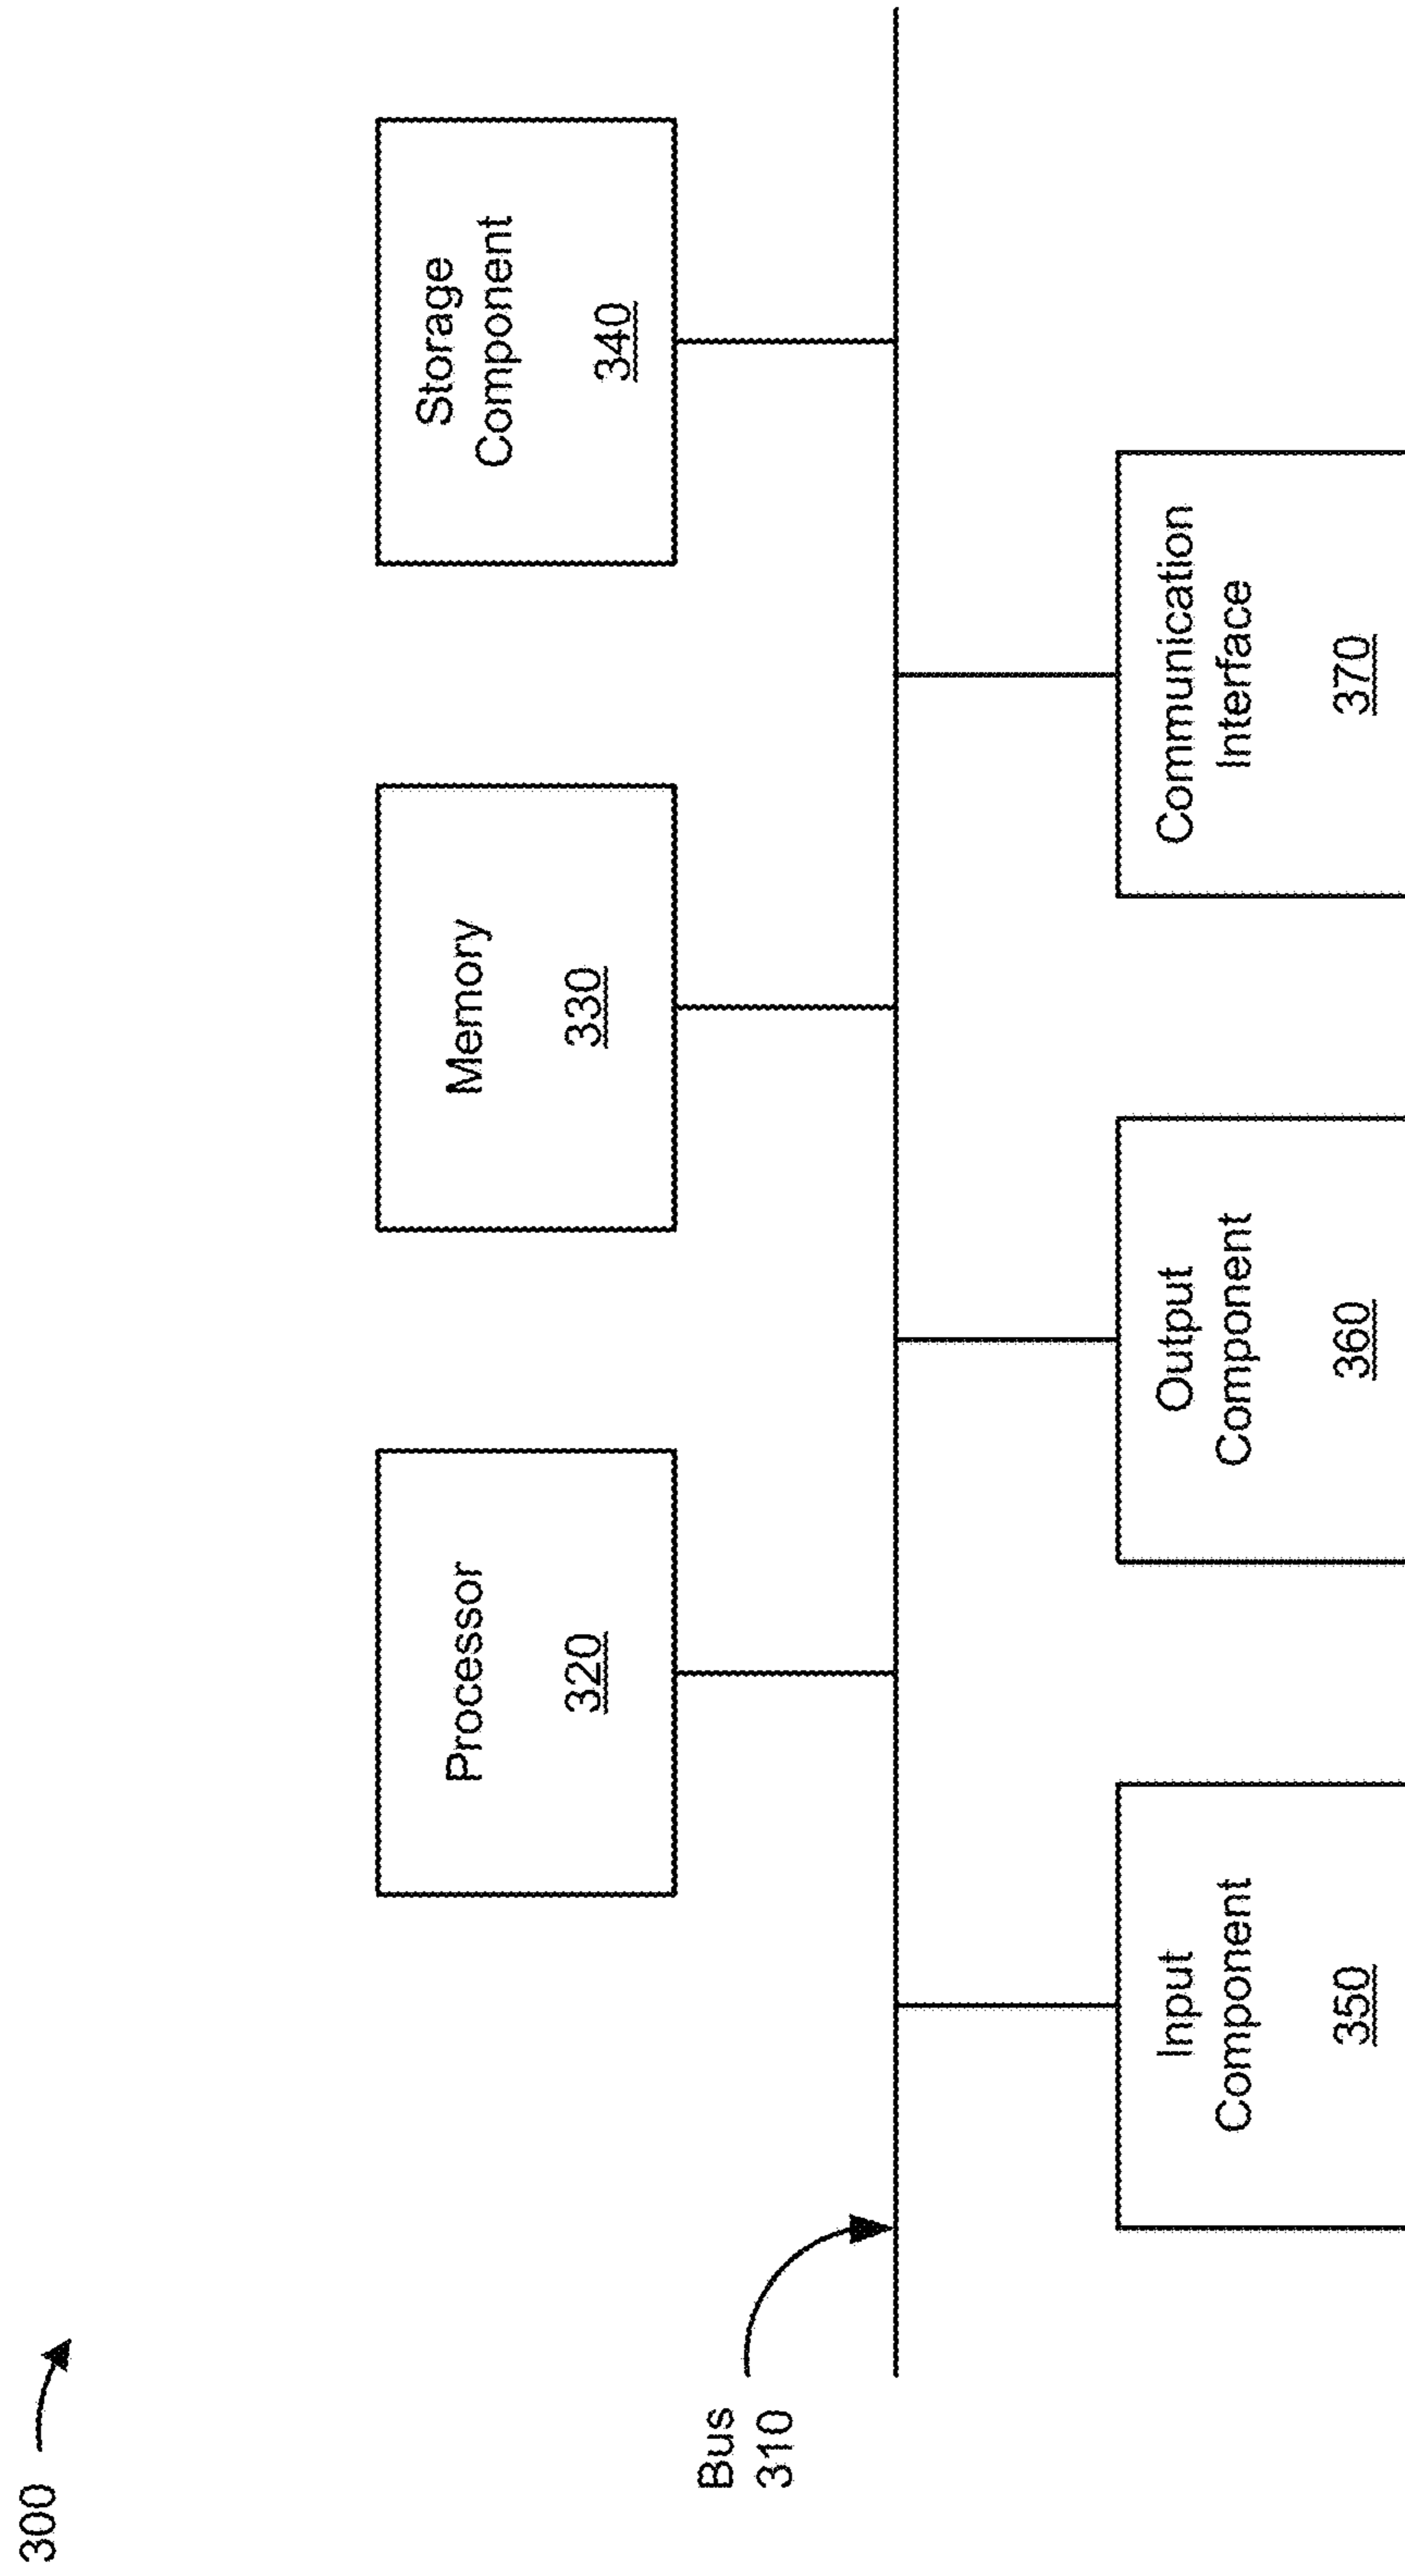 300
Processor
320
Memory
330
Storage
Component
340
Bus
310
Input
Component
350
Output
Component
360
Communication
Interface
370